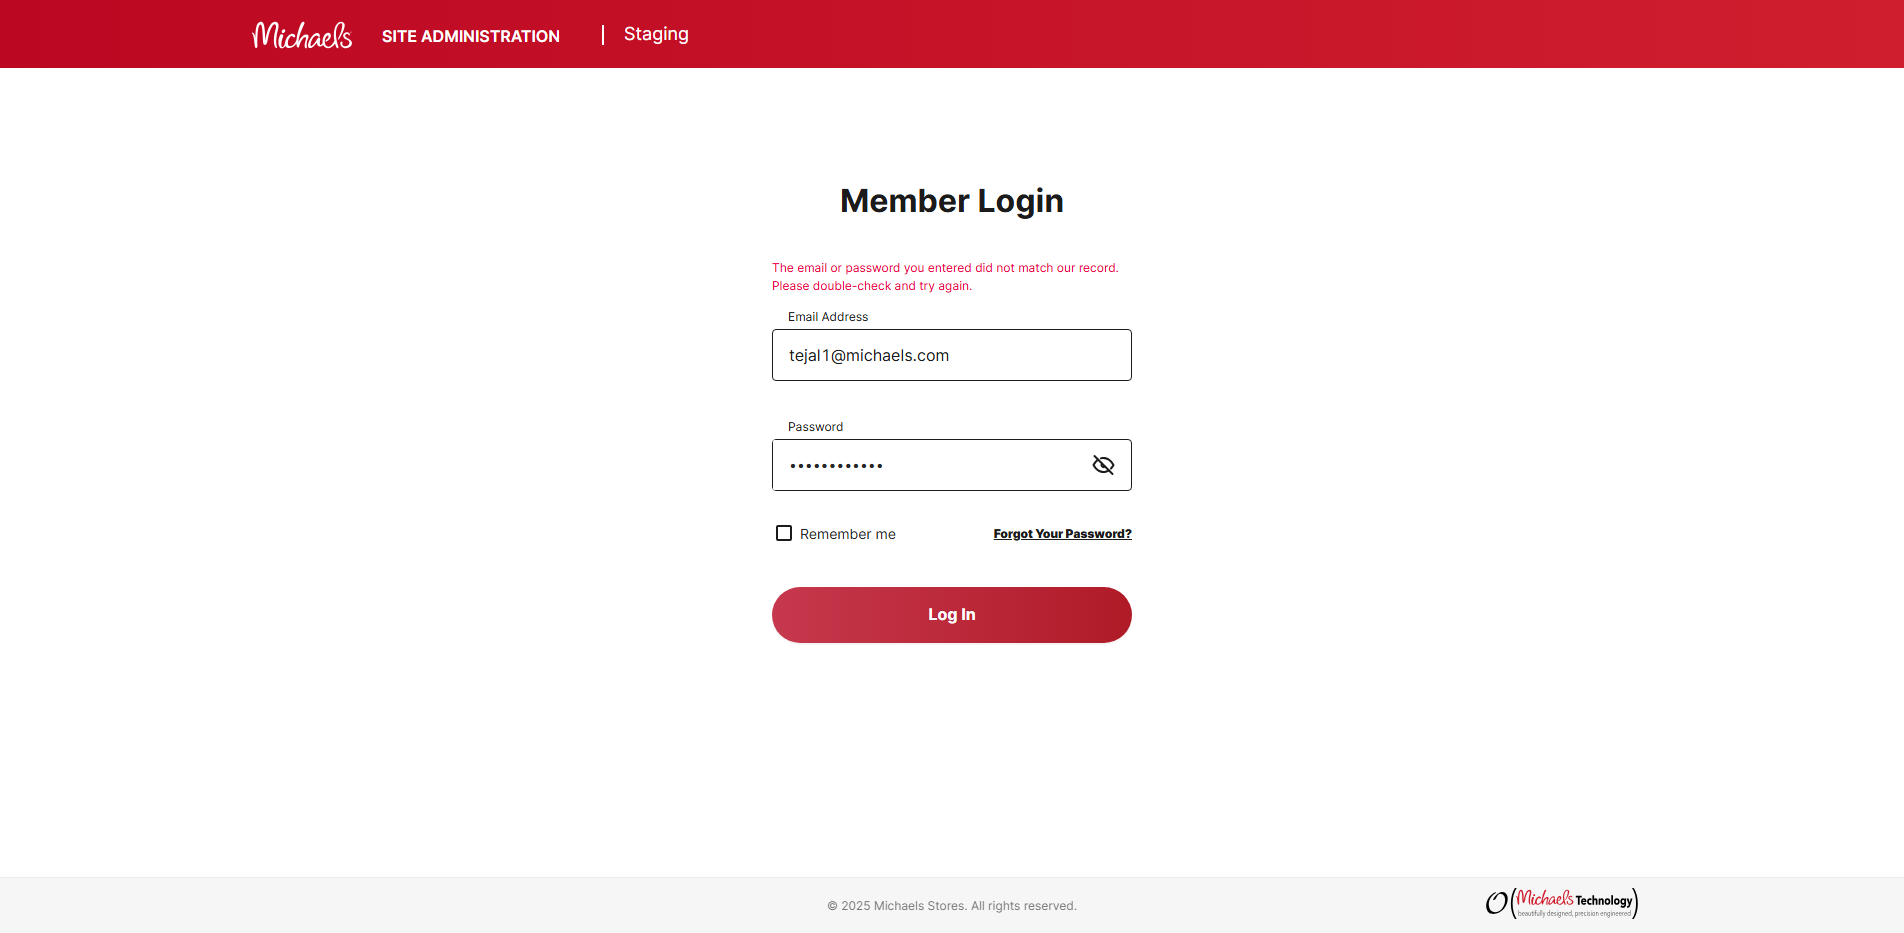 Michaels SITE ADMINISTRATION | Staging
Member Login
The email or password you entered did not match our record.
Please double-check and try again.
Email Address
tejal1@michaels.com
Password
••••••••••••
Remember me Forgot Your Password?
Log In
© 2025 Michaels Stores. All rights reserved.
O(Michaels Technology)
beautifully designed, precision engineered